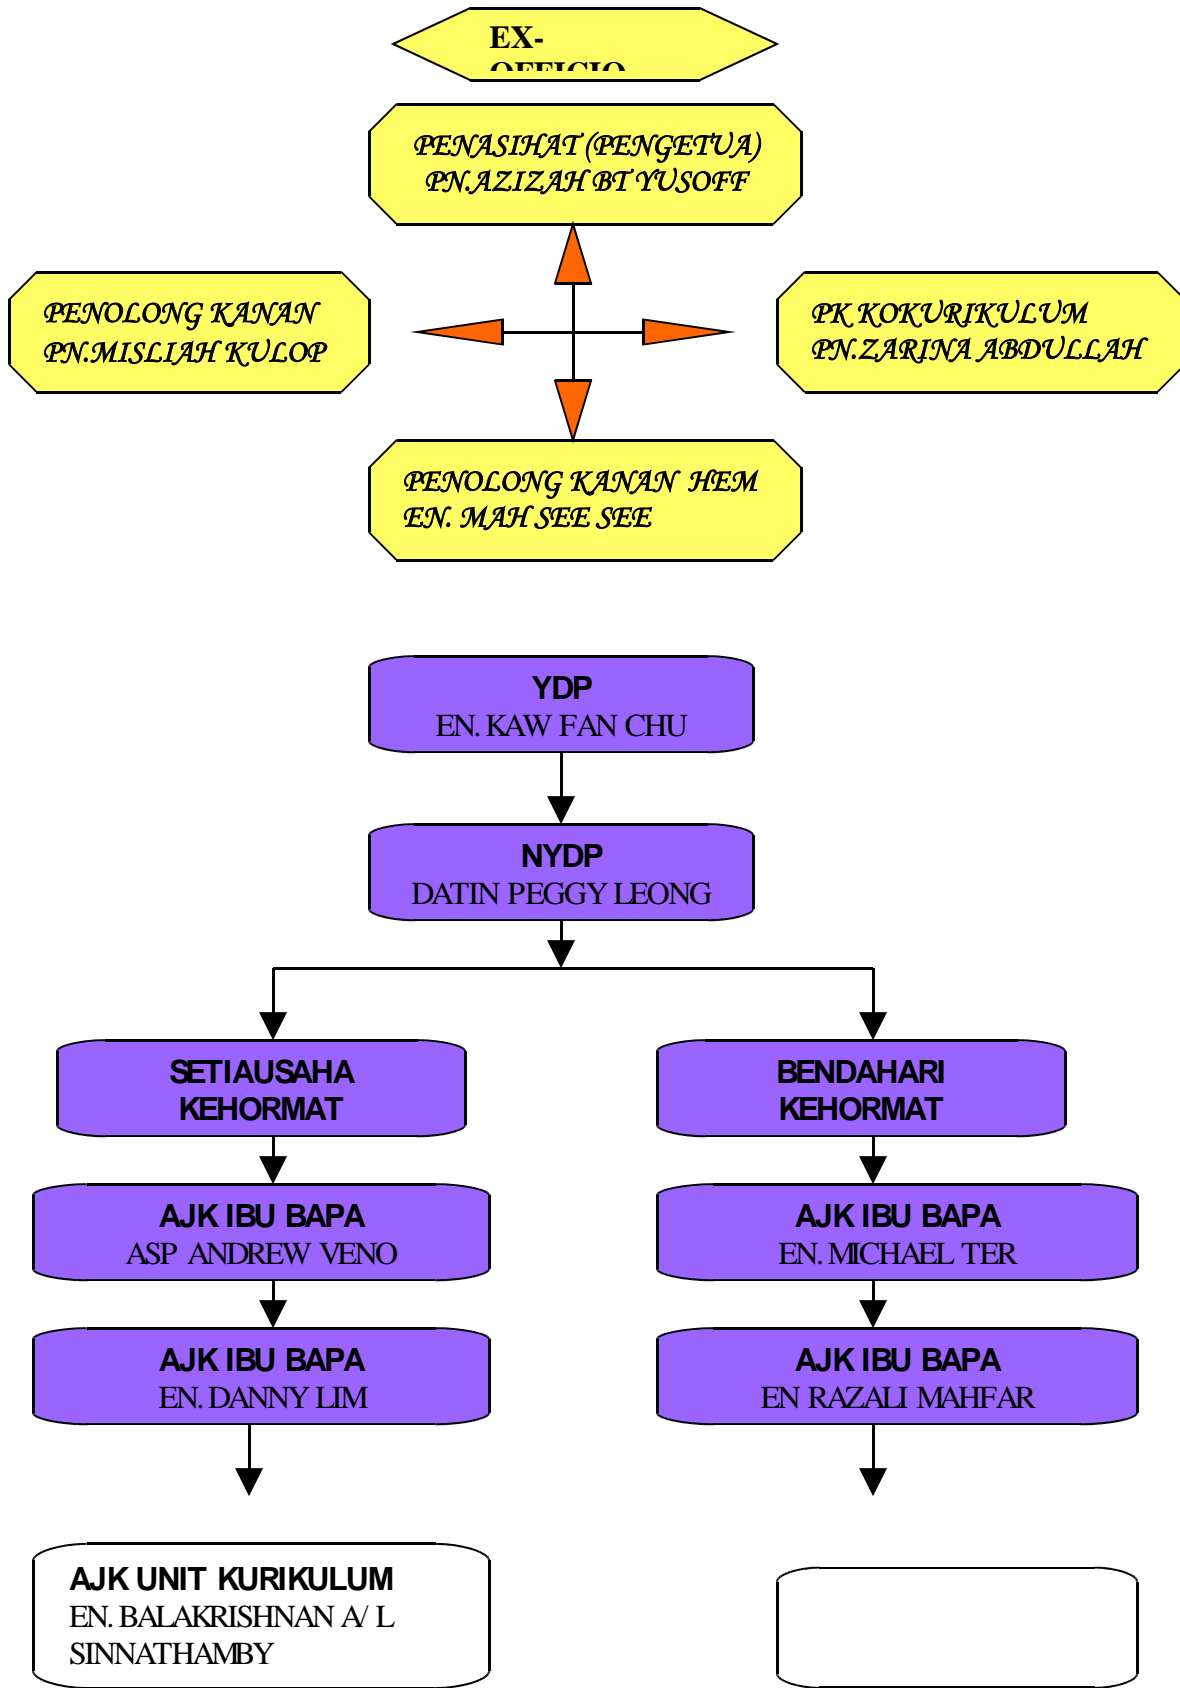 EX-
OFFICIO
PENASIHAT (PENGETUA)
PN.AZIZAH BT YUSOFF
PENOLONG KANAN
PN.MISLIAH KULOP
PK KOKURIKULUM
PN.ZARINA ABDULLAH
PENOLONG KANAN HEM
EN. MAH SEE SEE
YDP
EN. KAW FAN CHU
NYDP
DATIN PEGGY LEONG
SETIAUSAHA
KEHORMAT
BENDAHARI
KEHORMAT
AJK IBU BAPA
ASP ANDREW VENO
AJK IBU BAPA
EN. MICHAEL TER
AJK IBU BAPA
EN. DANNY LIM
AJK IBU BAPA
EN RAZALI MAHFAR
AJK UNIT KURIKULUM
EN. BALAKRISHNAN A/ L
SINNATHAMBY